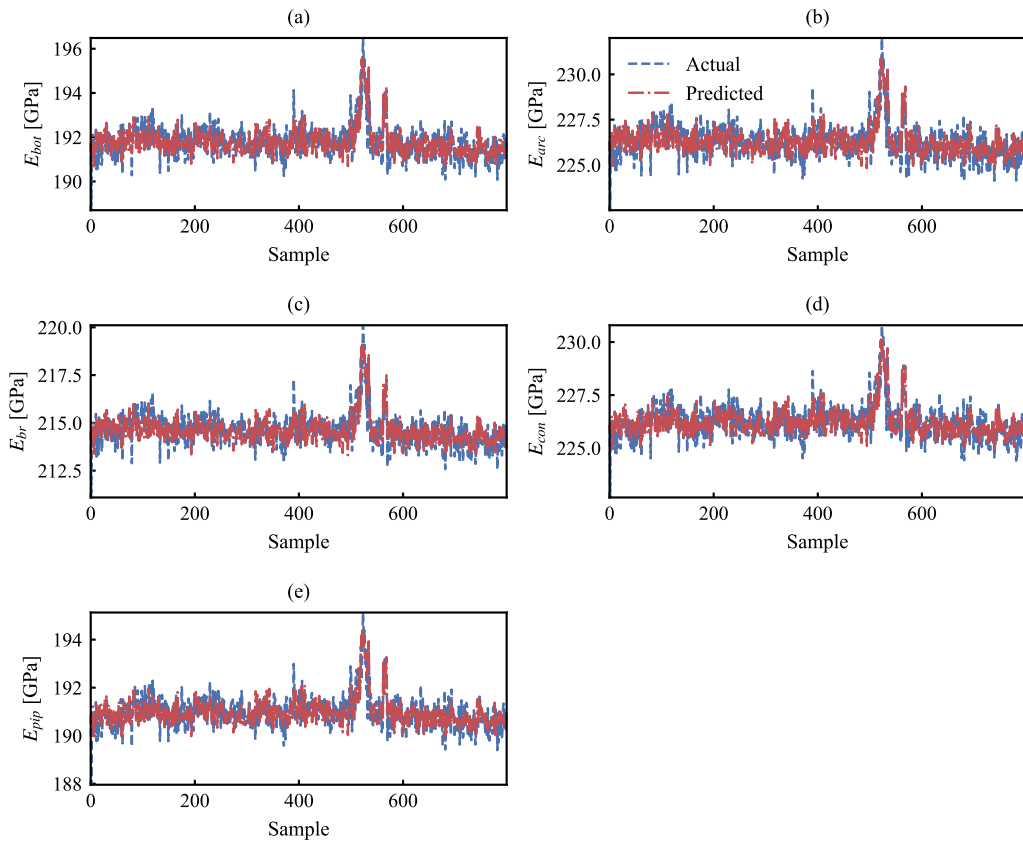 (a)
E_bot [GPa]
196
194
192
190
0
200
400
600
Sample
(b)
E_arc [GPa]
230.0
227.5
225.0
Actual
Predicted
0
200
400
600
Sample
(c)
E_br [GPa]
220.0
217.5
215.0
212.5
0
200
400
600
Sample
(d)
E_con [GPa]
230.0
227.5
225.0
0
200
400
600
Sample
(e)
E_pip [GPa]
194
192
190
188
0
200
400
600
Sample